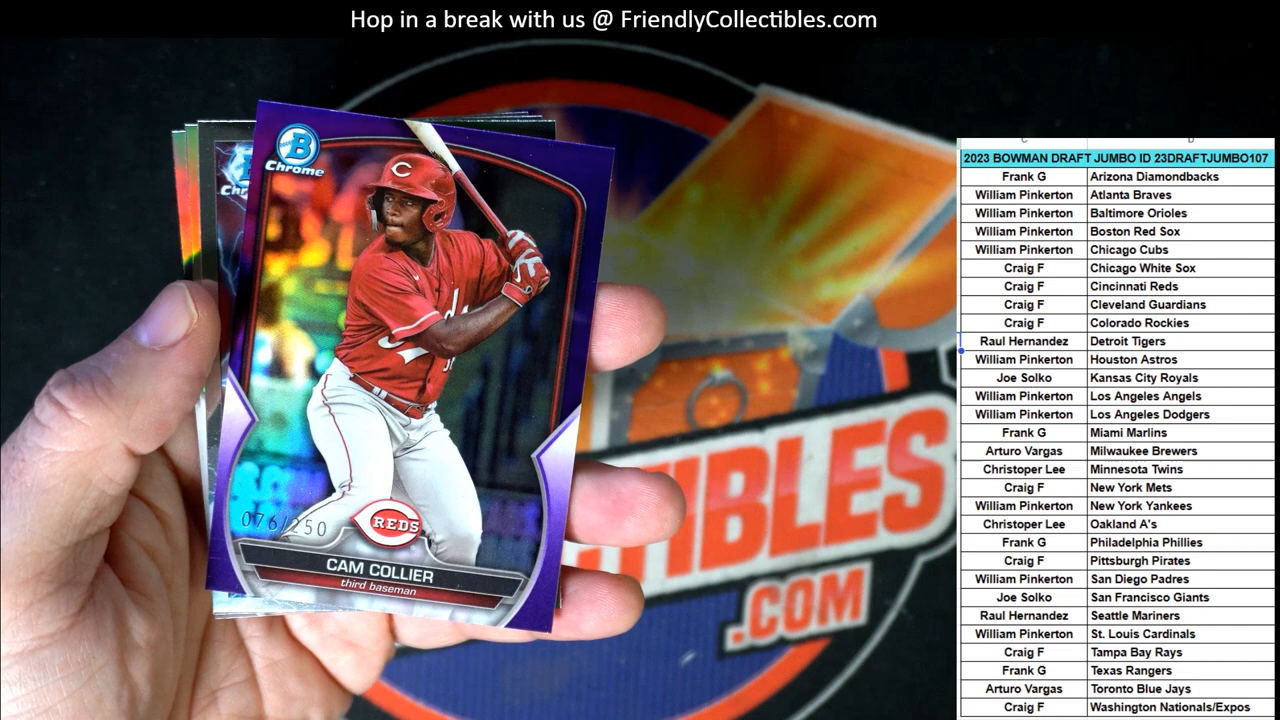 Hop in a break with us @ FriendlyCollectibles.com
B
Chrome
C
076/250
REDS
CAM COLLIER
third baseman
TIBLES
.COM
C D
2023 BOWMAN DRAFT JUMBO ID 23DRAFTJUMBO107
Frank G Arizona Diamondbacks
William Pinkerton Atlanta Braves
William Pinkerton Baltimore Orioles
William Pinkerton Boston Red Sox
William Pinkerton Chicago Cubs
Craig F Chicago White Sox
Craig F Cincinnati Reds
Craig F Cleveland Guardians
Craig F Colorado Rockies
Raul Hernandez Detroit Tigers
William Pinkerton Houston Astros
Joe Solko Kansas City Royals
William Pinkerton Los Angeles Angels
William Pinkerton Los Angeles Dodgers
Frank G Miami Marlins
Arturo Vargas Milwaukee Brewers
Christoper Lee Minnesota Twins
Craig F New York Mets
William Pinkerton New York Yankees
Christoper Lee Oakland A's
Frank G Philadelphia Phillies
Craig F Pittsburgh Pirates
William Pinkerton San Diego Padres
Joe Solko San Francisco Giants
Raul Hernandez Seattle Mariners
William Pinkerton St. Louis Cardinals
Craig F Tampa Bay Rays
Frank G Texas Rangers
Arturo Vargas Toronto Blue Jays
Craig F Washington Nationals/Expos